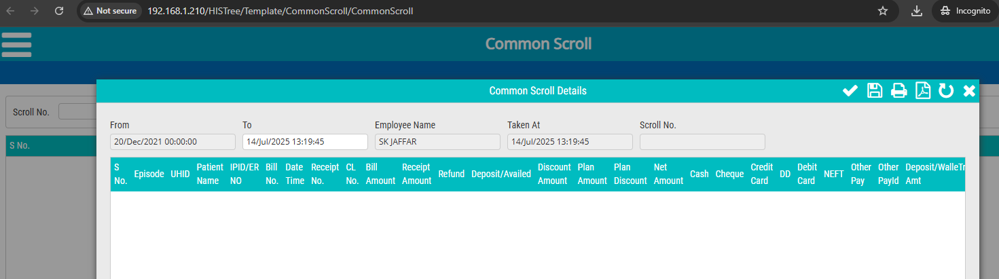 Not secure 192.168.1.210/HISTree/Template/CommonScroll/CommonScroll Incognito
Common Scroll
Common Scroll Details
Scroll No.
From To Employee Name Taken At Scroll No.
20/Dec/2021 00:00:00 14/Jul/2025 13:19:45 SK JAFFAR 14/Jul/2025 13:19:45
S No.
S No. Episode UHID Patient Name IPID/ER NO Bill No. Date Time Receipt No. CL No. Bill Amount Receipt Amount Refund Deposit/Availed Discount Amount Plan Amount Plan Discount Net Amount Cash Cheque Credit Card DD Debit Card NEFT Other Pay Other PayId Deposit/WalleTr Amt